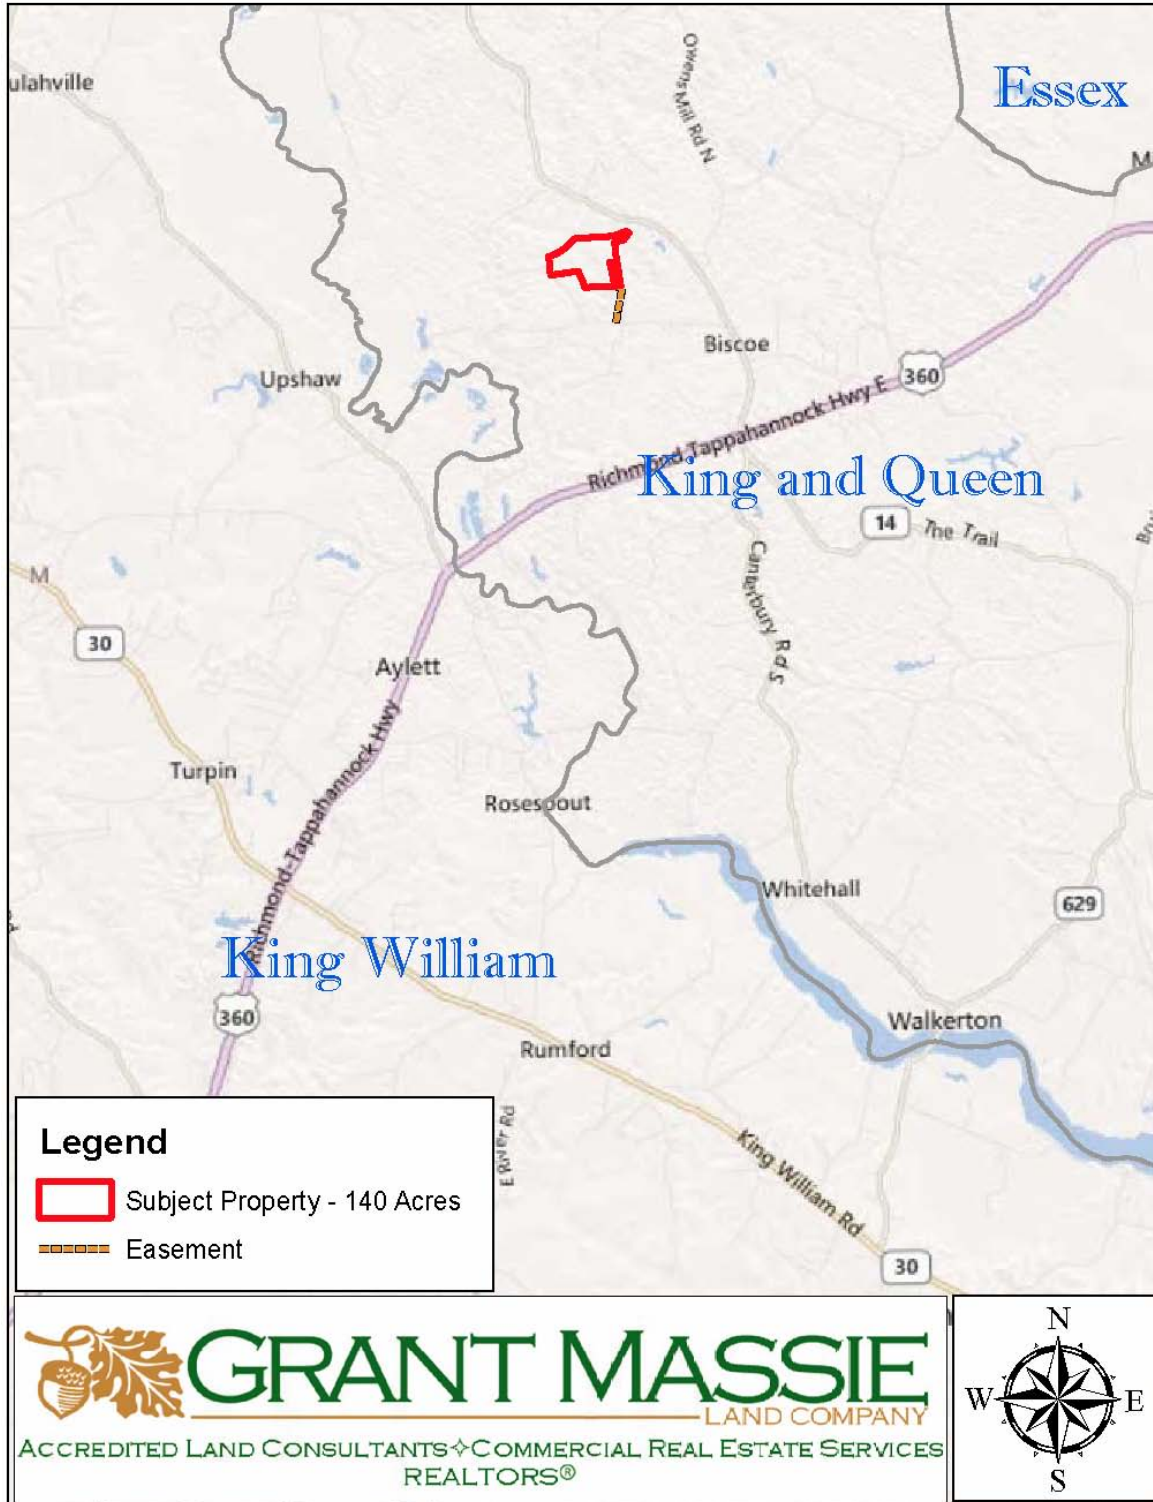 Essex
ulahville
Owens Mill Rd N
Biscoe
Upshaw
360
Richmond Tappahannock Hwy E
King and Queen
14
The Trail
Canterbury Rd S
M
30
Aylett
Richmond-Tappahannock Hwy
Turpin
Rosespout
Whitehall
629
King William
360
Walkerton
Rumford
E River Rd
King William Rd
30
Legend
Subject Property - 140 Acres
Easement
GRANT MASSIE
LAND COMPANY
ACCREDITED LAND CONSULTANTS✧COMMERCIAL REAL ESTATE SERVICES
REALTORS®
N
W
E
S